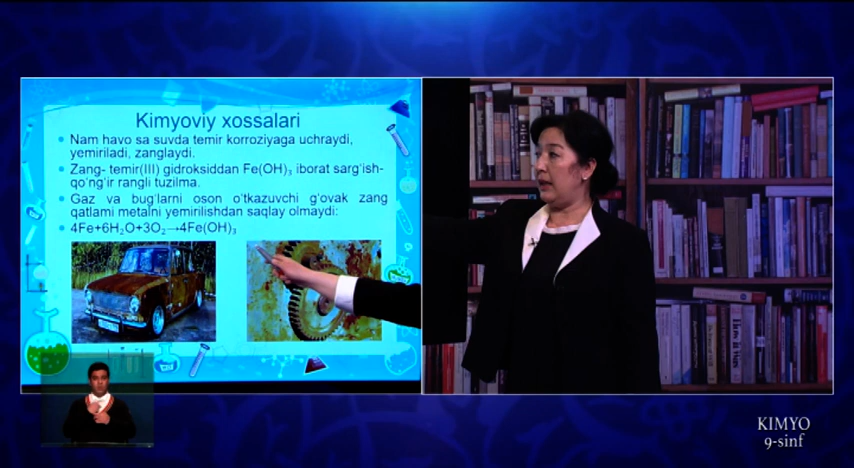 Kimyoviy xossalari
• Nam havo sa suvda temir korroziyaga uchraydi,
yemiriladi, zanglaydi.
• Zang- temir(III) gidroksiddan Fe(OH)₃ iborat sarg‘ish-
qo‘ng‘ir rangli tuzilma.
• Gaz va bug‘larni oson o‘tkazuvchi g‘ovak zang
qatlami metalni yemirilishdan saqlay olmaydi:
• 4Fe+6H₂O+3O₂→4Fe(OH)₃
KIMYO
9-sinf